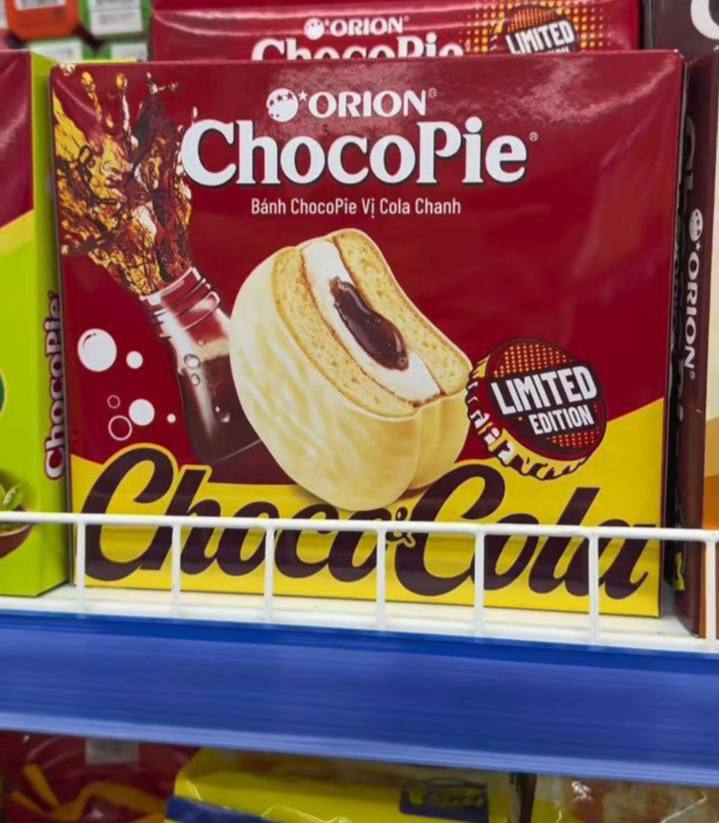 ORION
ChocoPie
LIMITED
ORION
ChocoPie
Bánh ChocoPie Vị Cola Chanh
LIMITED
EDITION
Choco & Cola
ChocoPie
ORION